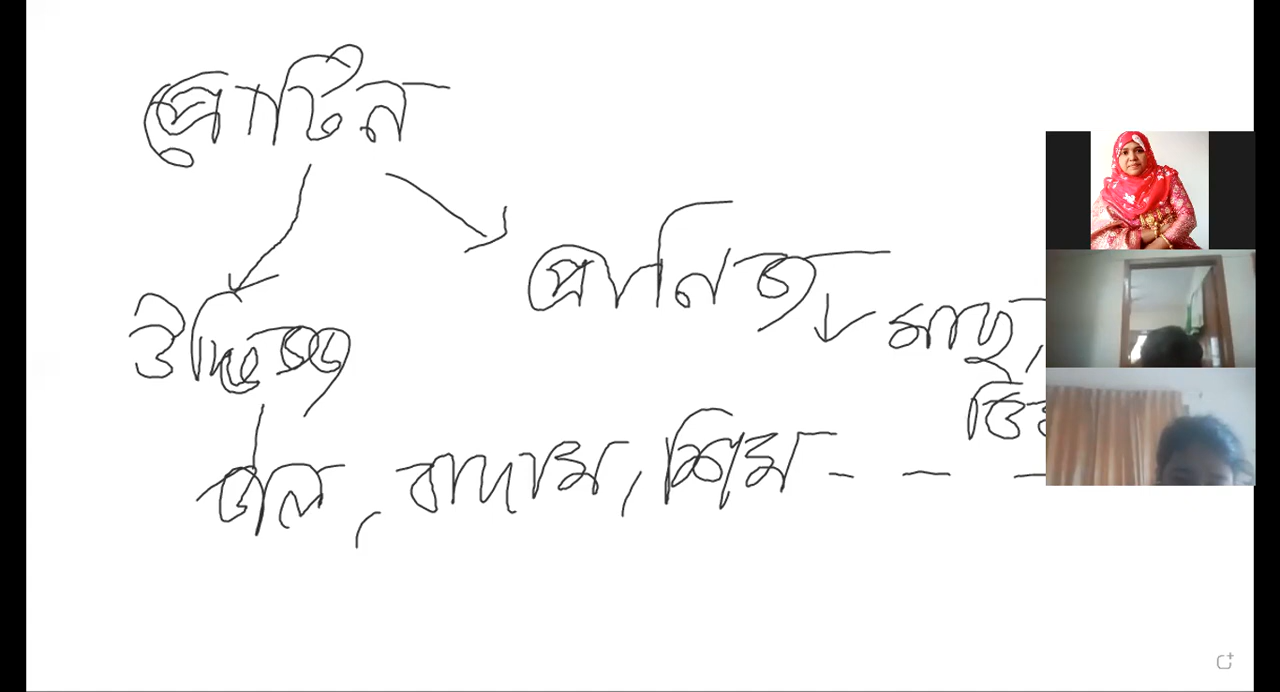 প্রোটিন
প্রানিজ
মাছ,
উদ্ভিজ্জ
ডাল, বাদাম, শিম - - -